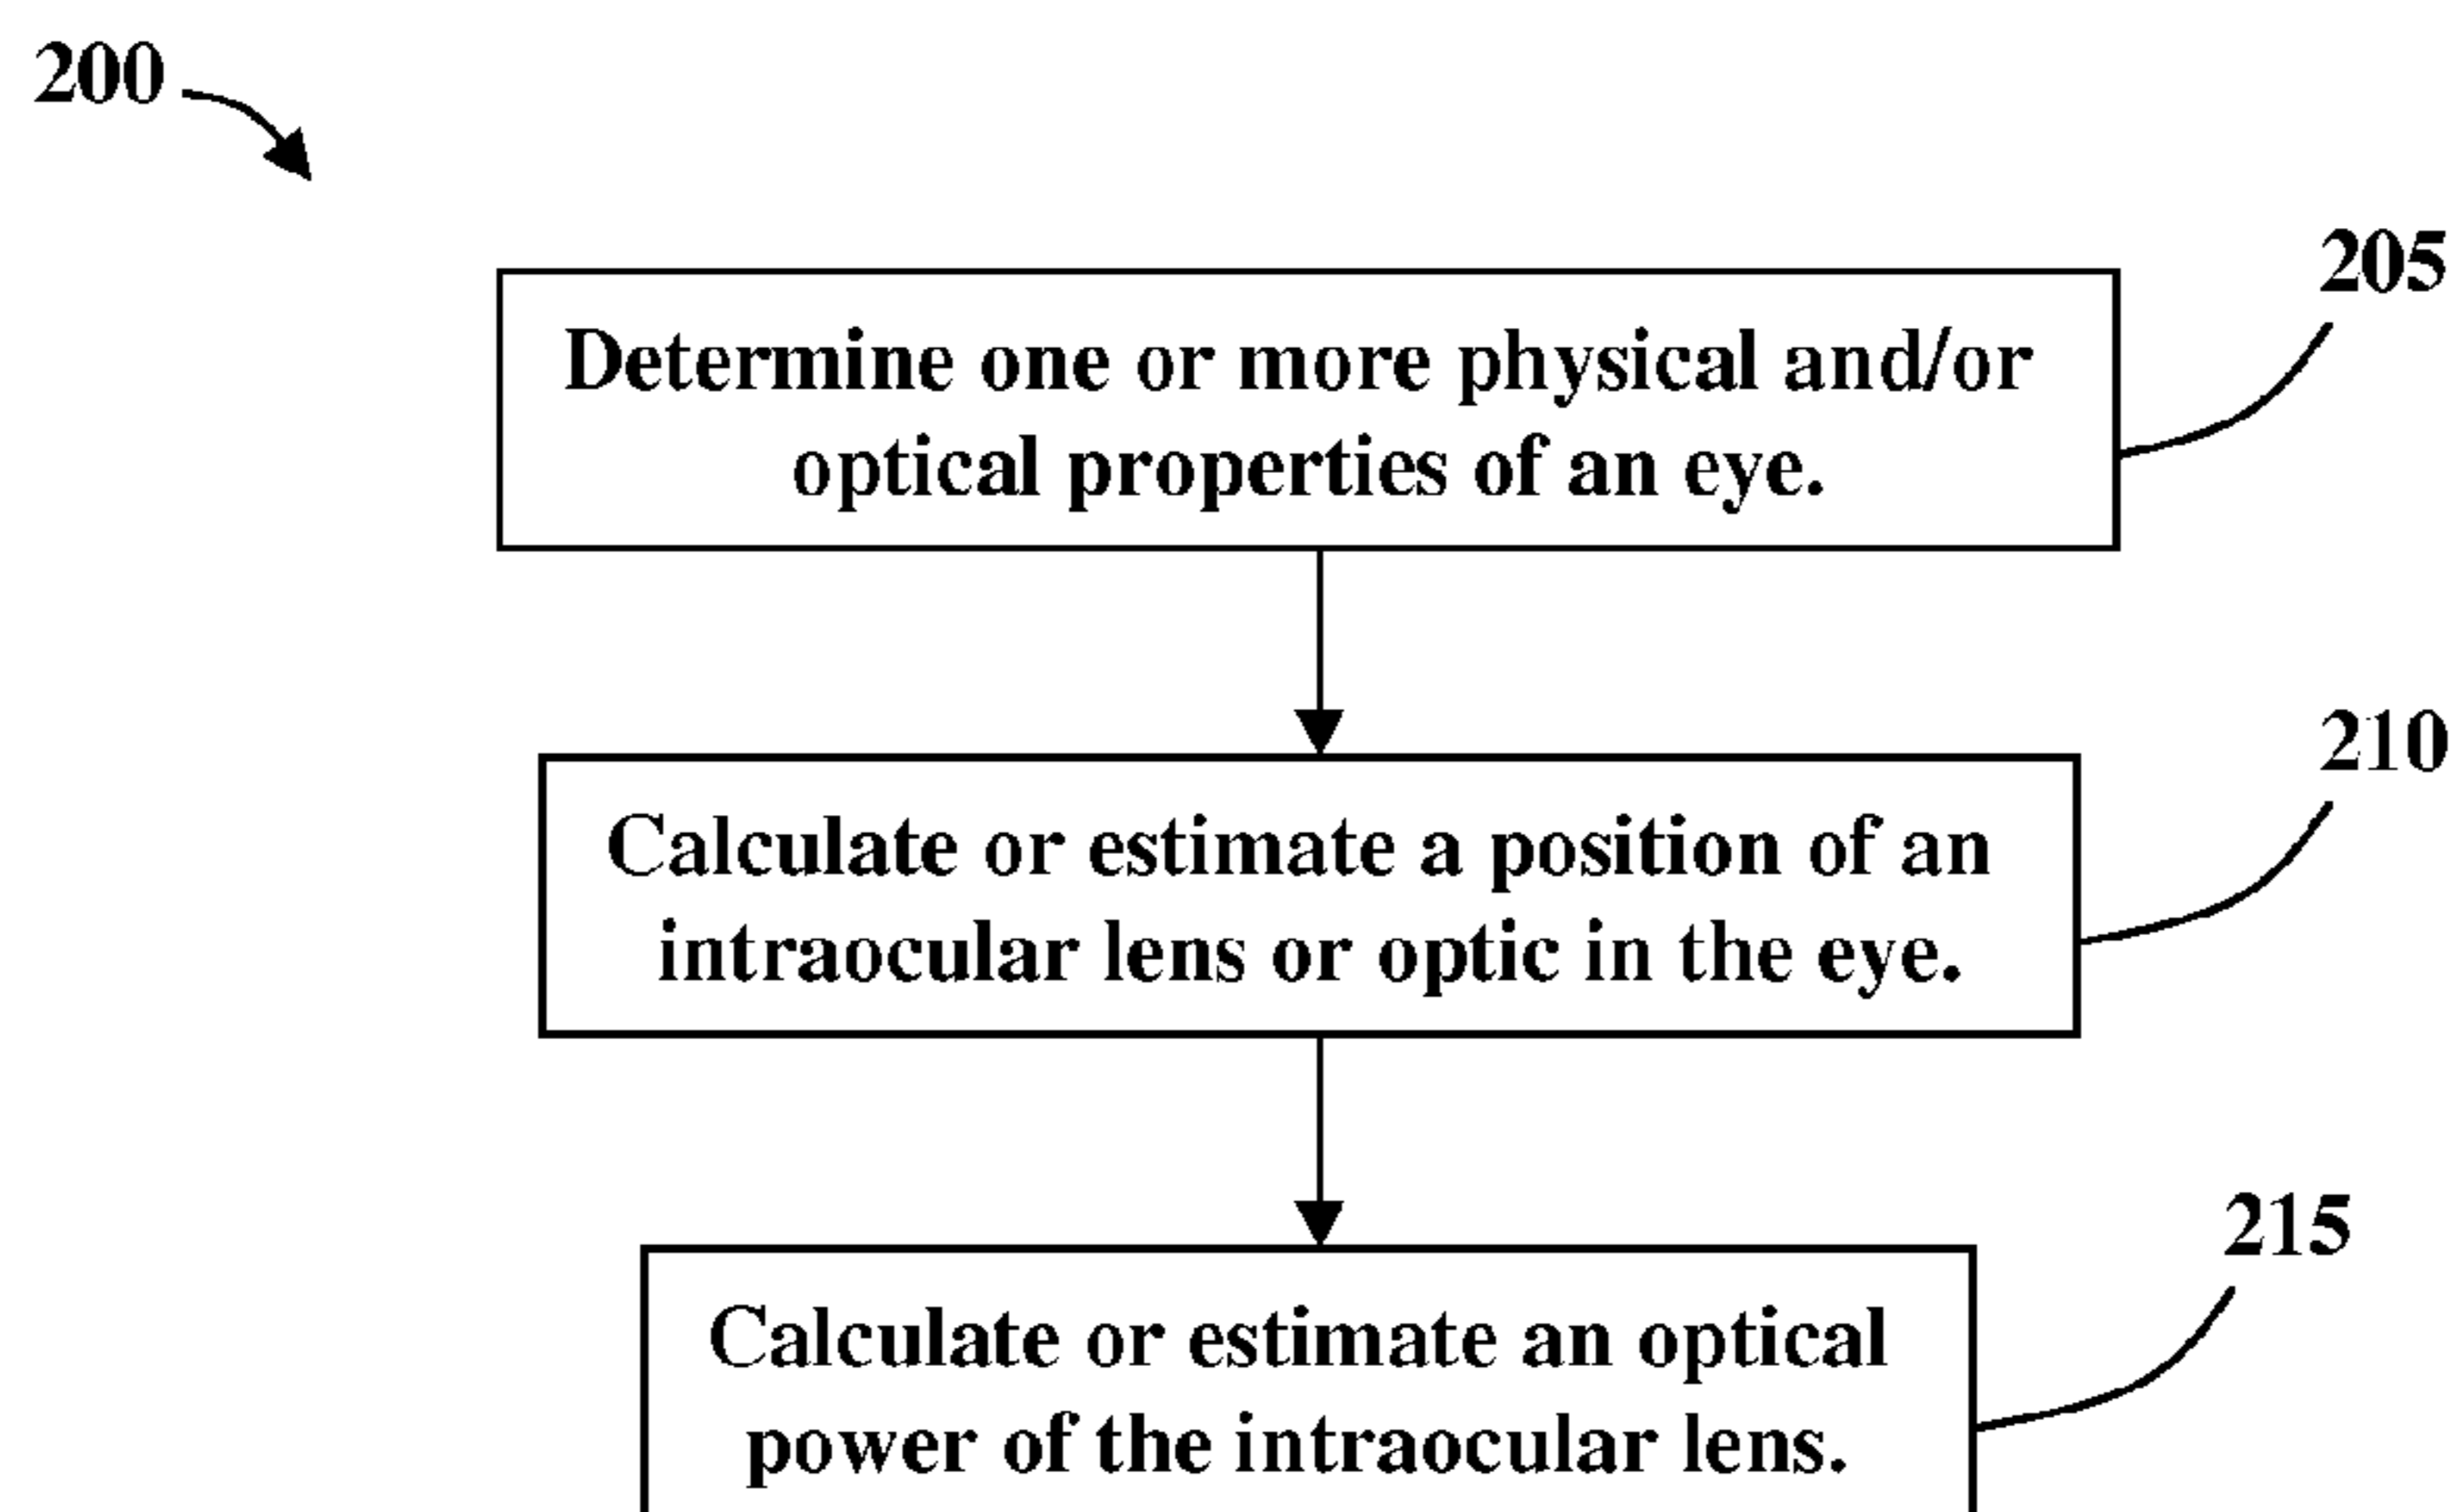 200
205
Determine one or more physical and/or
optical properties of an eye.
210
Calculate or estimate a position of an
intraocular lens or optic in the eye.
215
Calculate or estimate an optical
power of the intraocular lens.